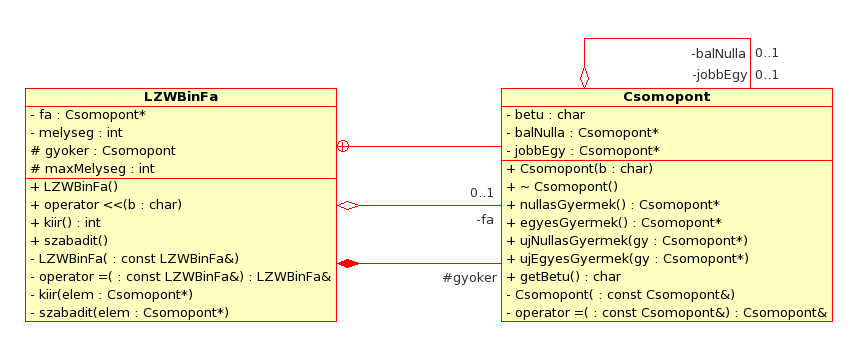 -balNulla 0..1
-jobbEgy 0..1
LZWBinFa
- fa : Csomopont*
- melyseg : int
# gyoker : Csomopont
# maxMelyseg : int
+ LZWBinFa()
+ operator <<(b : char)
+ kiir() : int
+ szabadit()
- LZWBinFa( : const LZWBinFa&)
- operator =( : const LZWBinFa&) : LZWBinFa&
- kiir(elem : Csomopont*)
- szabadit(elem : Csomopont*)
0..1
-fa
#gyoker
Csomopont
- betu : char
- balNulla : Csomopont*
- jobbEgy : Csomopont*
+ Csomopont(b : char)
+ ~ Csomopont()
+ nullasGyermek() : Csomopont*
+ egyesGyermek() : Csomopont*
+ ujNullasGyermek(gy : Csomopont*)
+ ujEgyesGyermek(gy : Csomopont*)
+ getBetu() : char
- Csomopont( : const Csomopont&)
- operator =( : const Csomopont&) : Csomopont&